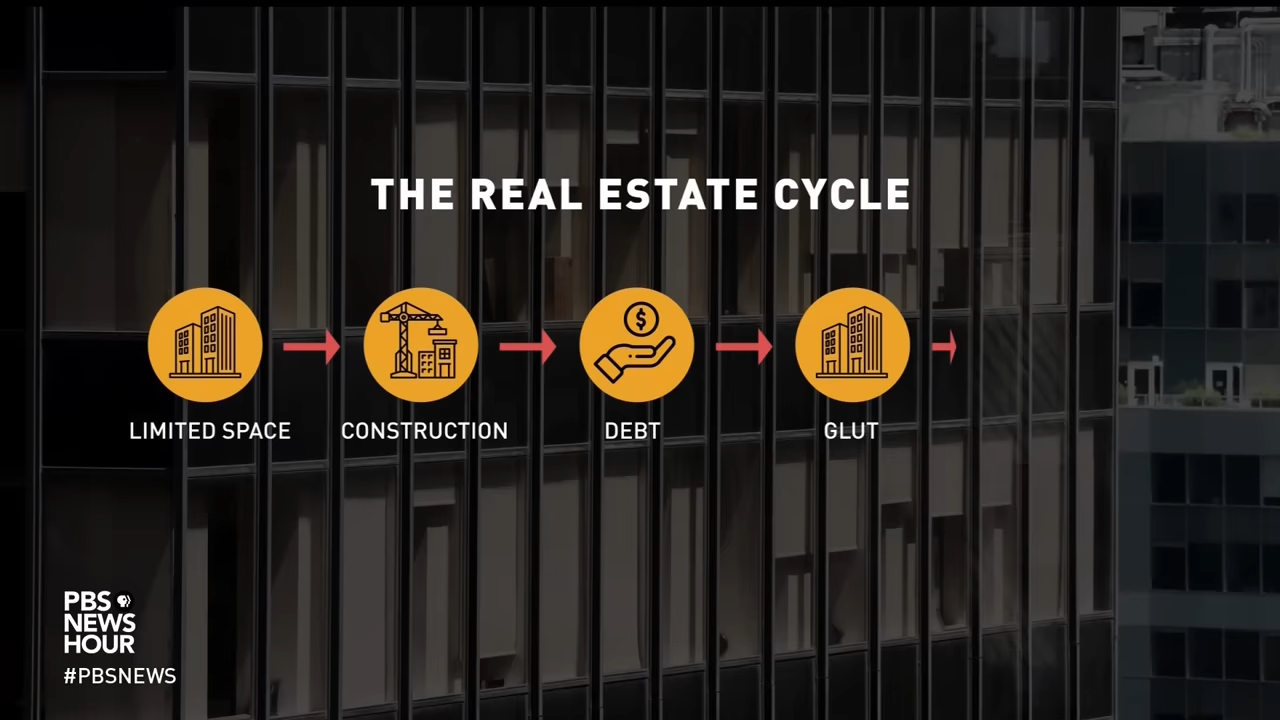 THE REAL ESTATE CYCLE
$
LIMITED SPACE
CONSTRUCTION
DEBT
GLUT
PBS
NEWS
HOUR
#PBSNEWS